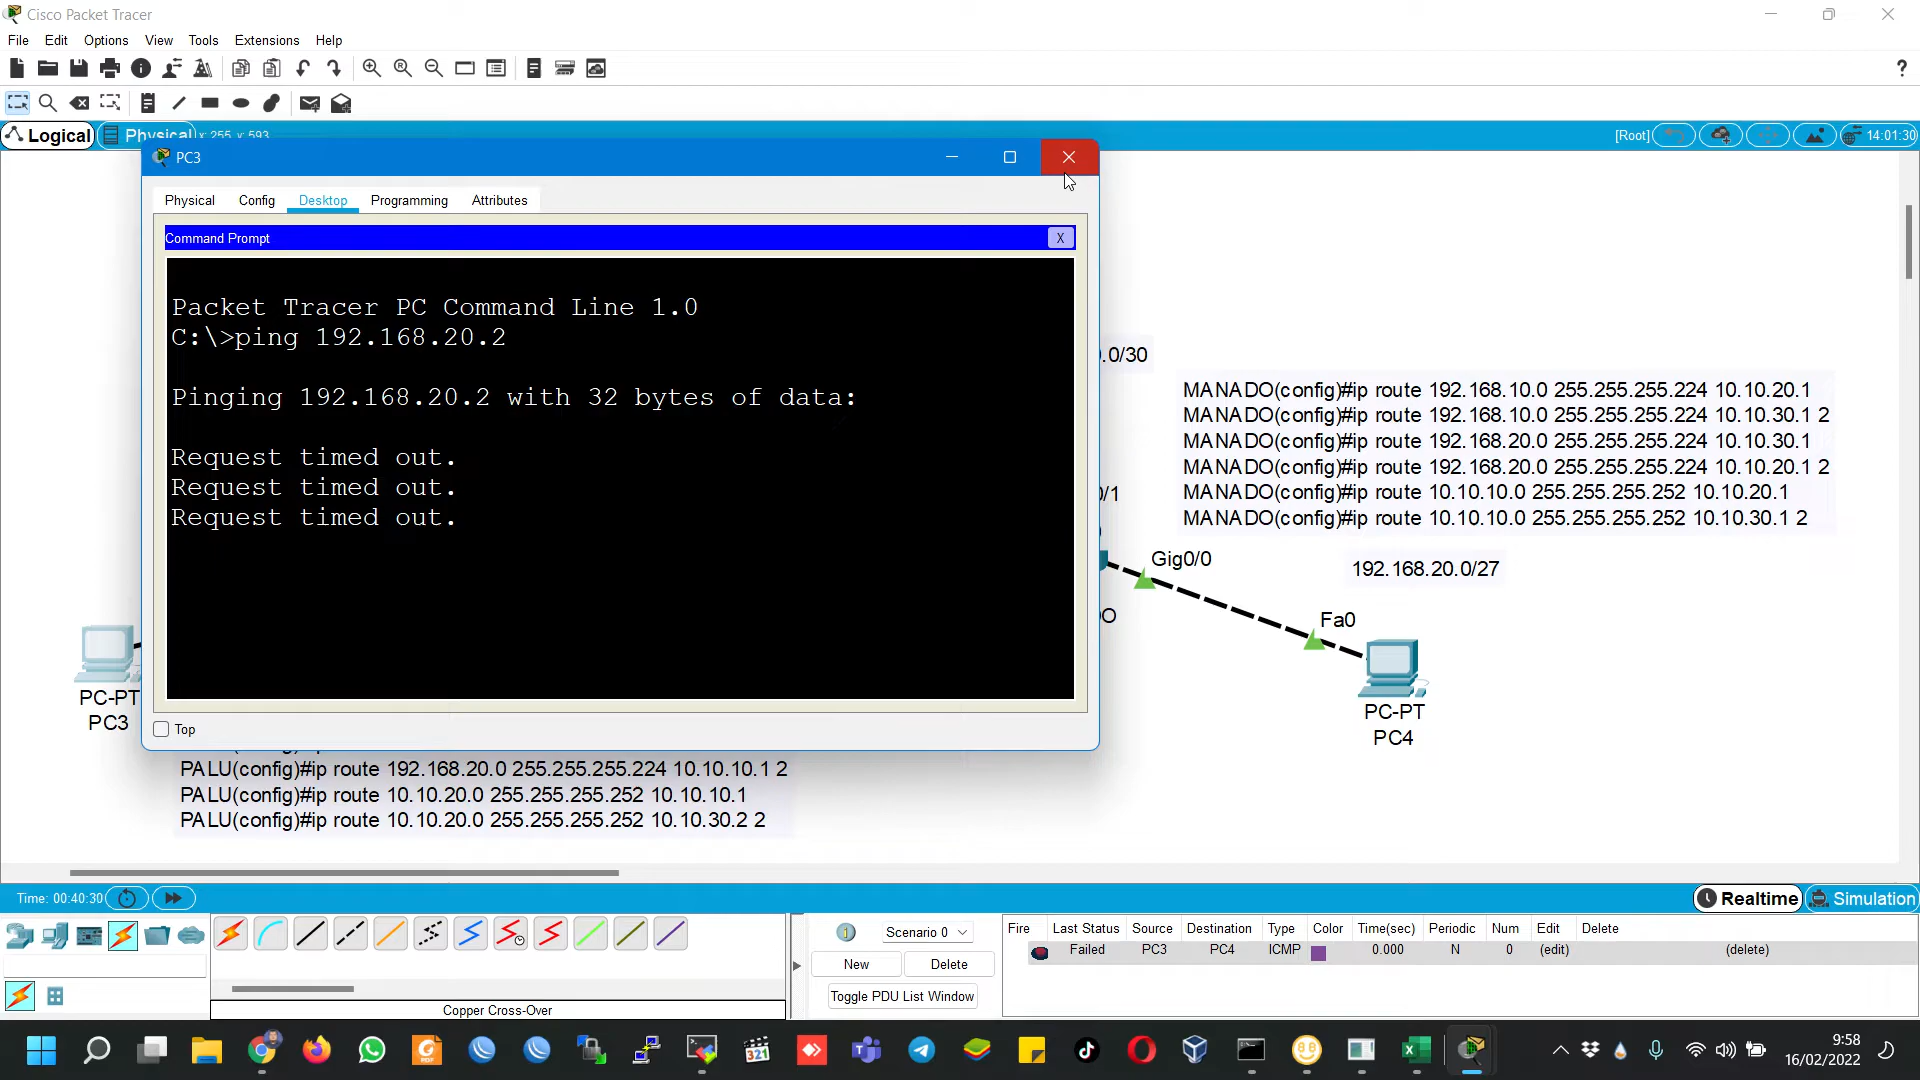 Cisco Packet Tracer
File Edit Options View Tools Extensions Help
Logical Physical x: 255, y: 593 [Root] 14:01:30
PC3
Physical Config Desktop Programming Attributes
Command Prompt X
Packet Tracer PC Command Line 1.0
C:\>ping 192.168.20.2
Pinging 192.168.20.2 with 32 bytes of data:
Request timed out.
Request timed out.
Request timed out.
Top
.0/30
MANADO(config)#ip route 192.168.10.0 255.255.255.224 10.10.20.1
MANADO(config)#ip route 192.168.10.0 255.255.255.224 10.10.30.1 2
MANADO(config)#ip route 192.168.20.0 255.255.255.224 10.10.30.1
MANADO(config)#ip route 192.168.20.0 255.255.255.224 10.10.20.1 2
MANADO(config)#ip route 10.10.10.0 255.255.255.252 10.10.20.1
MANADO(config)#ip route 10.10.10.0 255.255.255.252 10.10.30.1 2
/1
Gig0/0
192.168.20.0/27
O
Fa0
PC-PT
PC4
PC-PT
PC3
PALU(config)#ip route 192.168.20.0 255.255.255.224 10.10.10.1 2
PALU(config)#ip route 10.10.20.0 255.255.255.252 10.10.10.1
PALU(config)#ip route 10.10.20.0 255.255.255.252 10.10.30.2 2
Time: 00:40:30 Realtime Simulation
Scenario 0
New Delete
Toggle PDU List Window
Copper Cross-Over
Fire Last Status Source Destination Type Color Time(sec) Periodic Num Edit Delete
Failed PC3 PC4 ICMP 0.000 N 0 (edit) (delete)
9:58
16/02/2022